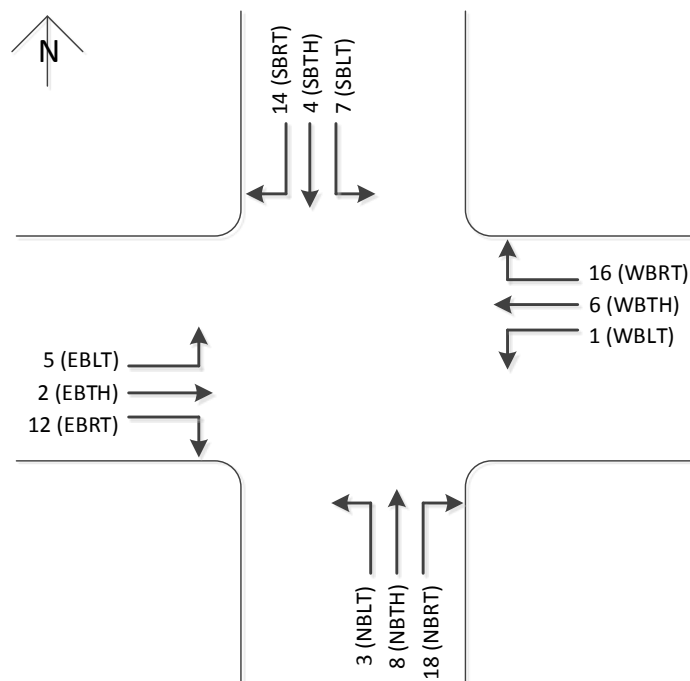 N
14 (SBRT)
4 (SBTH)
7 (SBLT)
16 (WBRT)
6 (WBTH)
1 (WBLT)
5 (EBLT)
2 (EBTH)
12 (EBRT)
3 (NBLT)
8 (NBTH)
18 (NBRT)